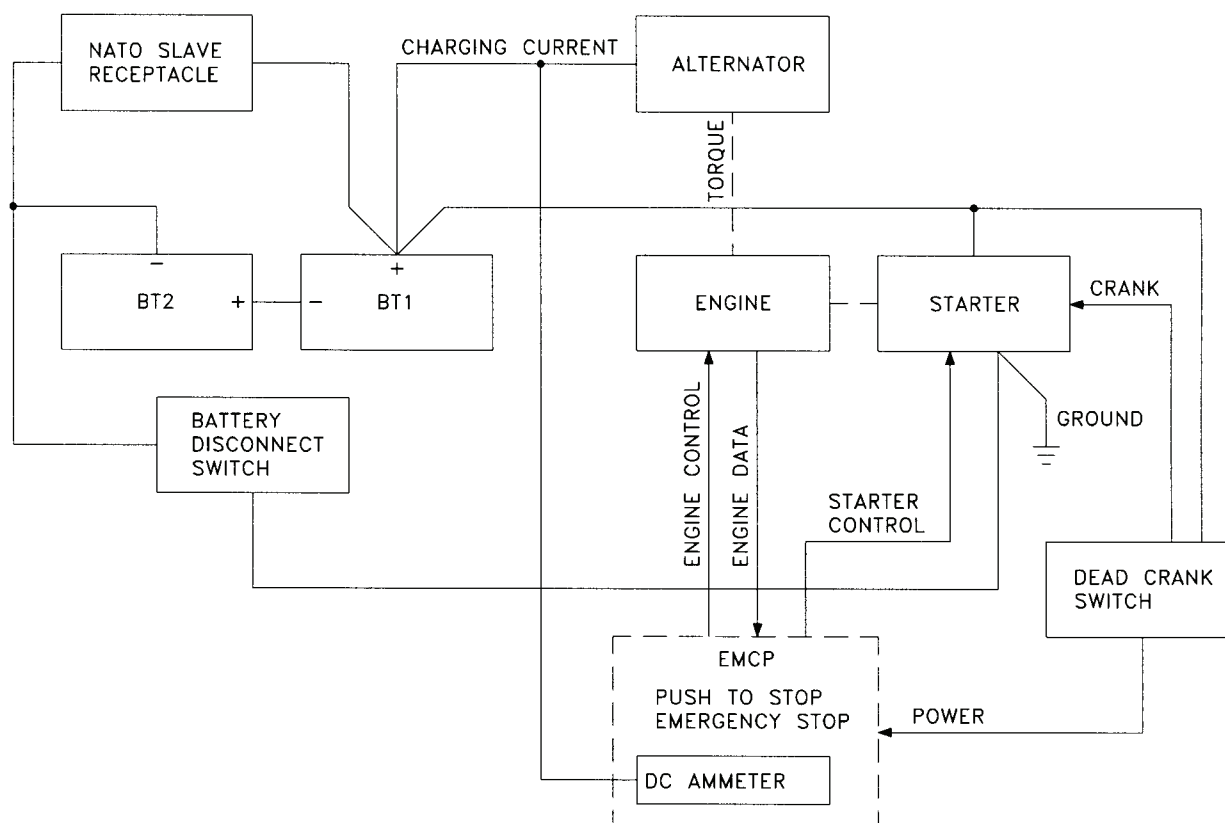 NATO SLAVE
RECEPTACLE
CHARGING CURRENT
ALTERNATOR
TORQUE
-
BT2
+
-
+
BT1
ENGINE
STARTER
CRANK
BATTERY
DISCONNECT
SWITCH
ENGINE CONTROL
ENGINE DATA
GROUND
STARTER
CONTROL
DEAD CRANK
SWITCH
EMCP
PUSH TO STOP
EMERGENCY STOP
POWER
DC AMMETER